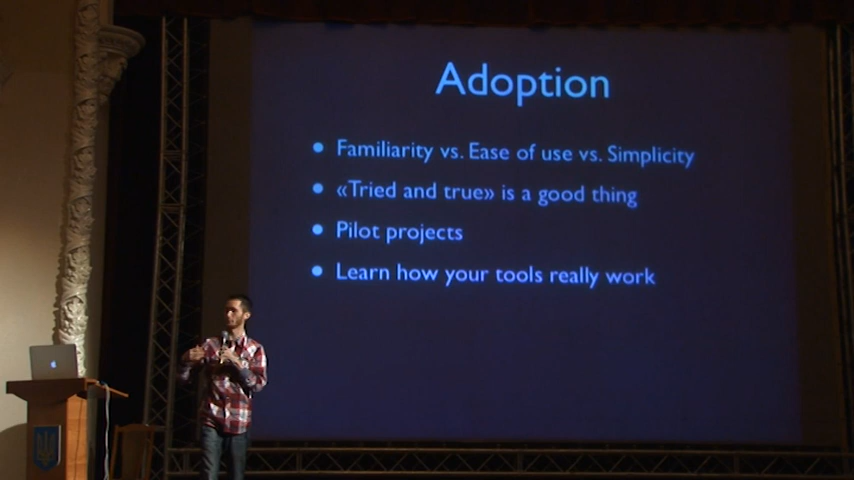 Adoption
Familiarity vs. Ease of use vs. Simplicity
«Tried and true» is a good thing
Pilot projects
Learn how your tools really work